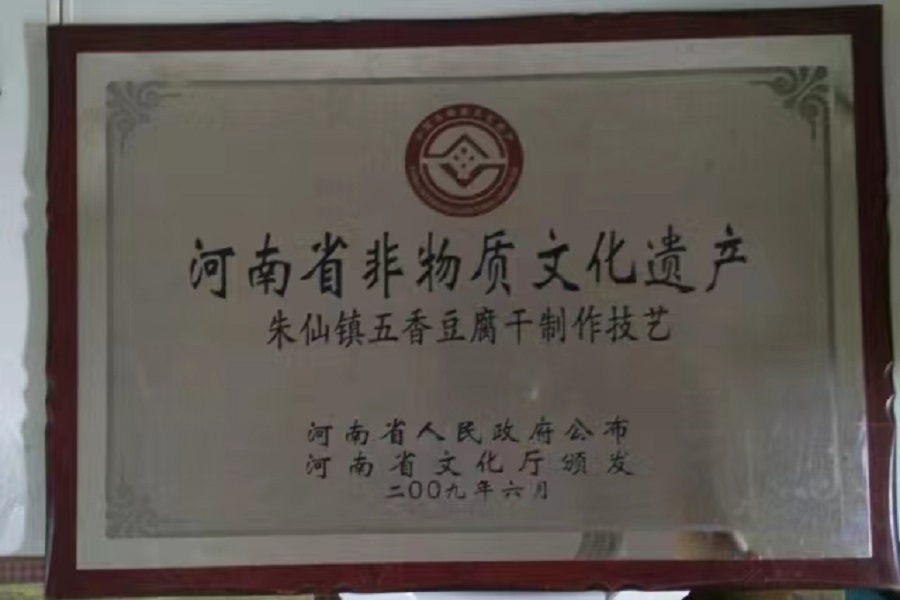 河南省非物质文化遗产
朱仙镇五香豆腐干制作技艺
河南省人民政府公布
河南省文化厅颁发
二00九年六月